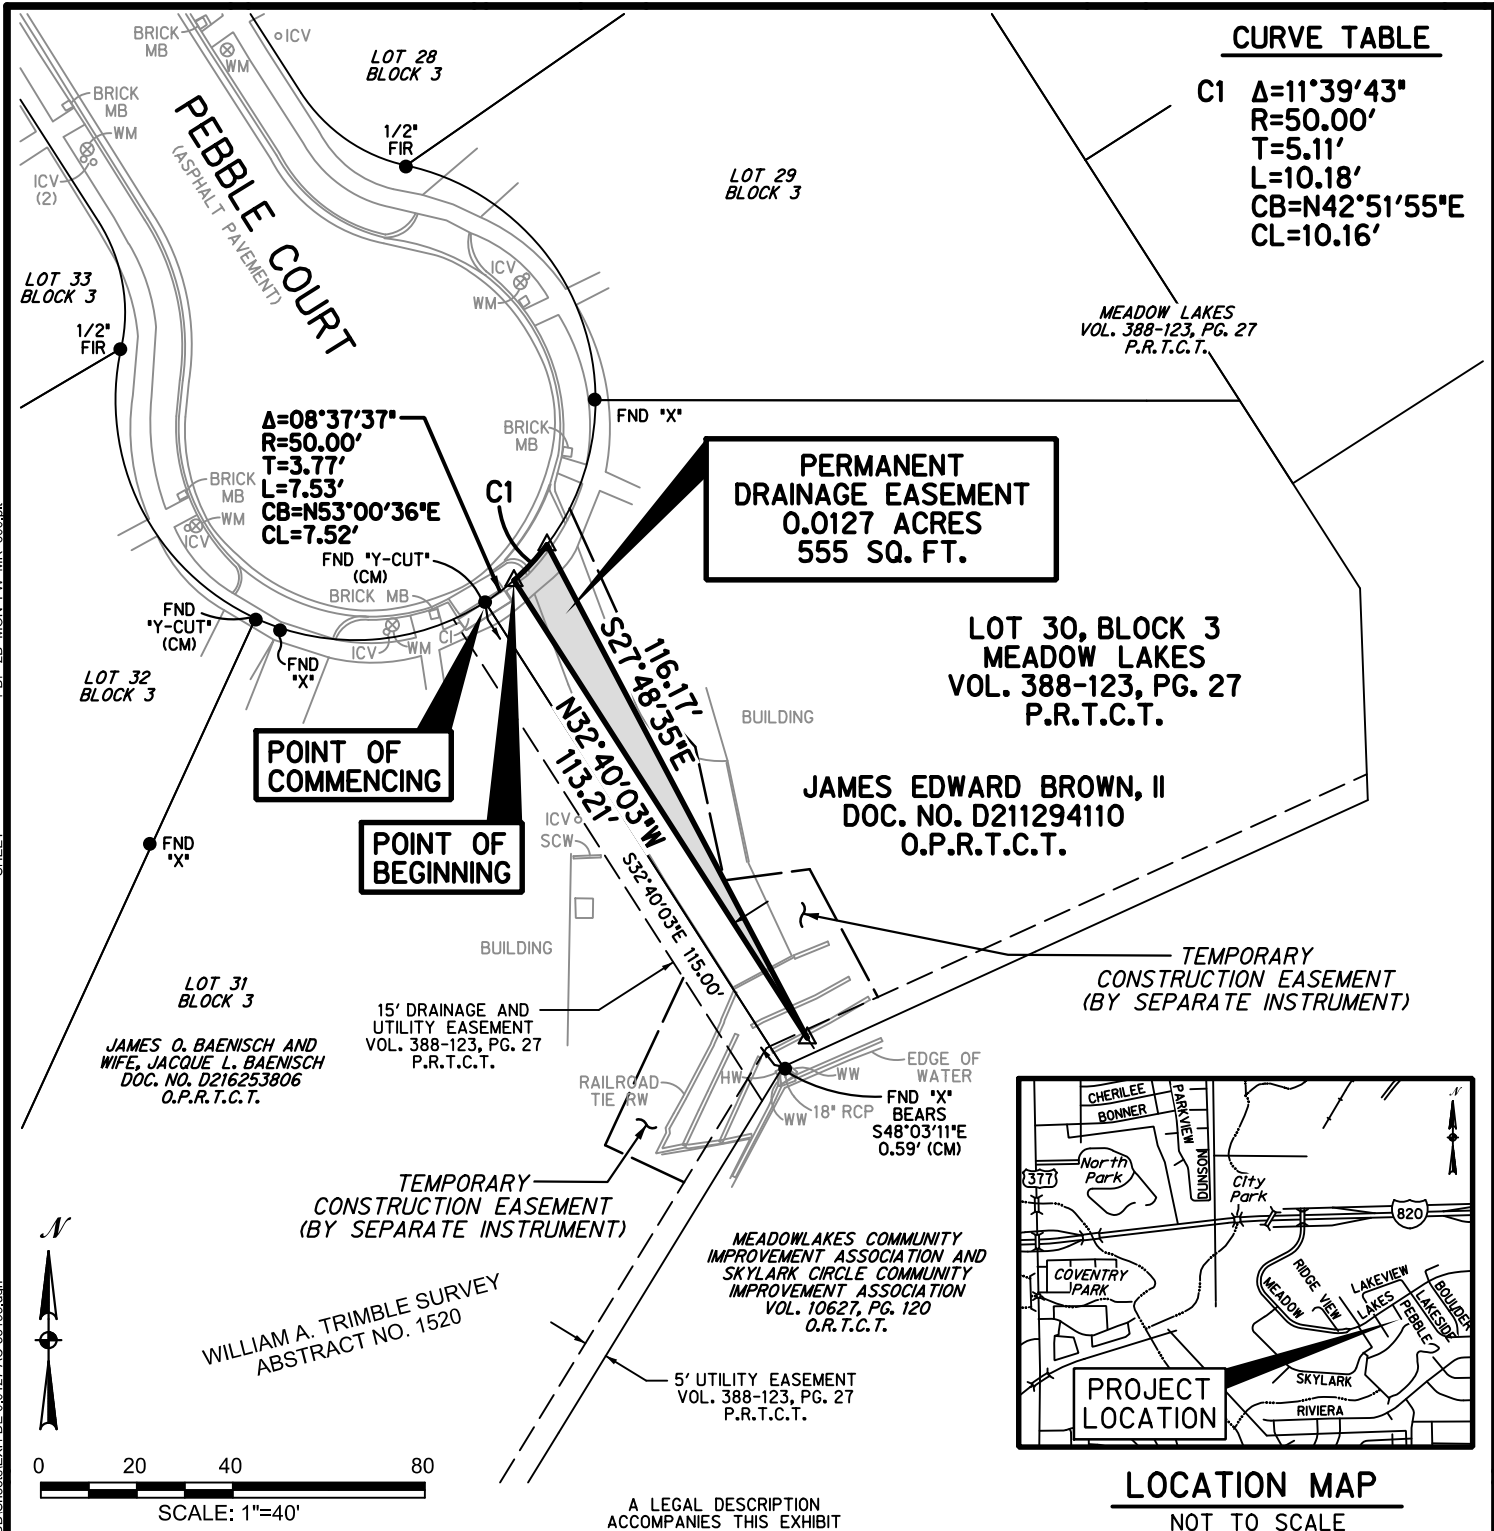 CURVE TABLE
C1 Δ=11°39'43"
R=50.00'
T=5.11'
L=10.18'
CB=N42°51'55"E
CL=10.16'
BRICK
MB
ICV
WM
LOT 28
BLOCK 3
BRICK
MB
WM
ICV
(2)
1/2"
FIR
PEBBLE COURT
(ASPHALT PAVEMENT)
LOT 29
BLOCK 3
LOT 33
BLOCK 3
1/2"
FIR
ICV
WM
MEADOW LAKES
VOL. 388-123, PG. 27
P.R.T.C.T.
FND "X"
Δ=08°37'37"
R=50.00'
T=3.77'
L=7.53'
CB=N53°00'36"E
CL=7.52'
BRICK
MB
BRICK
MB
WM
ICV
C1
PERMANENT
DRAINAGE EASEMENT
0.0127 ACRES
555 SQ. FT.
FND "Y-CUT"
(CM)
BRICK MB
FND
"Y-CUT"
(CM)
FND
"X"
ICV
WM
CI
LOT 32
BLOCK 3
116.17'
S27°48'35"E
N32°40'03"W
113.21'
S32°40'03"E 115.00'
BUILDING
LOT 30, BLOCK 3
MEADOW LAKES
VOL. 388-123, PG. 27
P.R.T.C.T.
JAMES EDWARD BROWN, II
DOC. NO. D211294110
O.P.R.T.C.T.
POINT OF
COMMENCING
POINT OF
BEGINNING
ICV
SCW
FND
"X"
BUILDING
LOT 31
BLOCK 3
JAMES O. BAENISCH AND
WIFE, JACQUE L. BAENISCH
DOC. NO. D216253806
O.P.R.T.C.T.
15' DRAINAGE AND
UTILITY EASEMENT
VOL. 388-123, PG. 27
P.R.T.C.T.
TEMPORARY
CONSTRUCTION EASEMENT
(BY SEPARATE INSTRUMENT)
RAILROAD
TIE RW
HW
WW
EDGE OF
WATER
WW
18" RCP
FND "X"
BEARS
S48°03'11"E
0.59' (CM)
TEMPORARY
CONSTRUCTION EASEMENT
(BY SEPARATE INSTRUMENT)
MEADOWLAKES COMMUNITY
IMPROVEMENT ASSOCIATION AND
SKYLARK CIRCLE COMMUNITY
IMPROVEMENT ASSOCIATION
VOL. 10627, PG. 120
O.R.T.C.T.
N
WILLIAM A. TRIMBLE SURVEY
ABSTRACT NO. 1520
5' UTILITY EASEMENT
VOL. 388-123, PG. 27
P.R.T.C.T.
0 20 40 80
SCALE: 1"=40'
A LEGAL DESCRIPTION
ACCOMPANIES THIS EXHIBIT
CHERILEE
BONNER
PARKVIEW
DUNSON
N
North
Park
377
City
Park
820
COVENTRY
PARK
RIDGE VIEW
MEADOW
LAKES
LAKEVIEW
PEBBLE
LAKESIDE
BOUUDER
SKYLARK
RIVIERA
PROJECT
LOCATION
LOCATION MAP
NOT TO SCALE